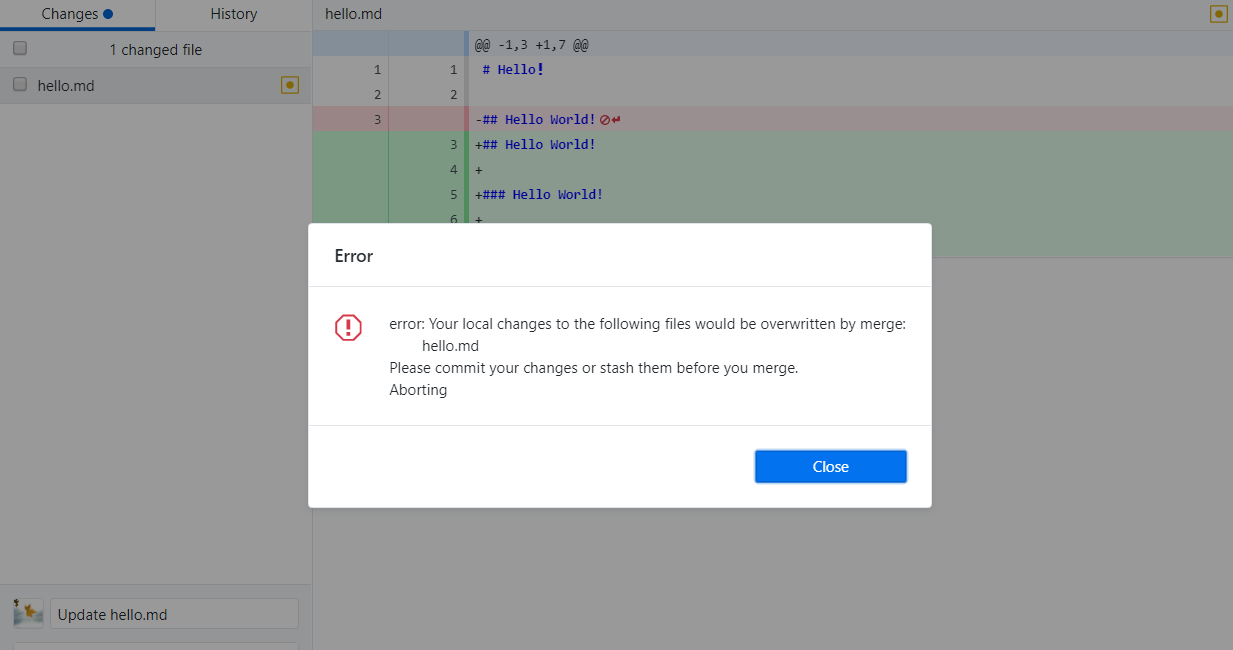 Changes
History
hello.md
1 changed file
hello.md
@@ -1,3 +1,7 @@
1 1 # Hello!
2 2
3 -## Hello World!
3 +## Hello World!
4 +
5 +### Hello World!
6 +
Error
error: Your local changes to the following files would be overwritten by merge:
hello.md
Please commit your changes or stash them before you merge.
Aborting
Close
Update hello.md